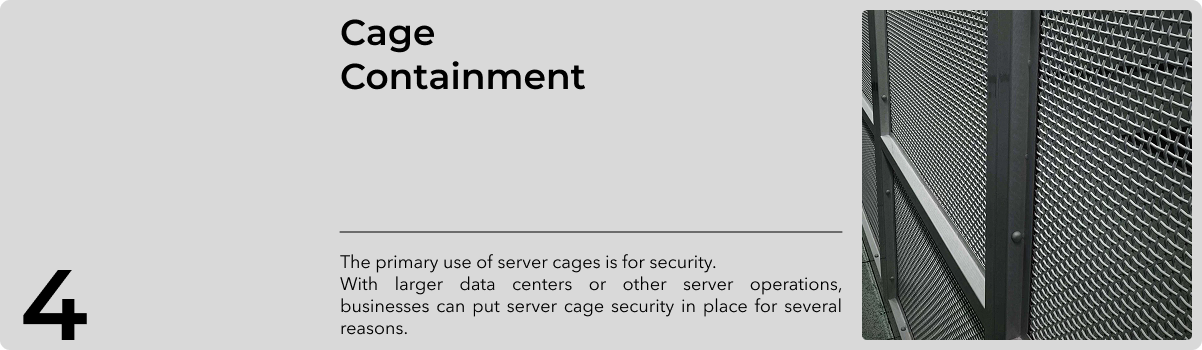 Cage
Containment
The primary use of server cages is for security.
With larger data centers or other server operations,
businesses can put server cage security in place for several
reasons.
4